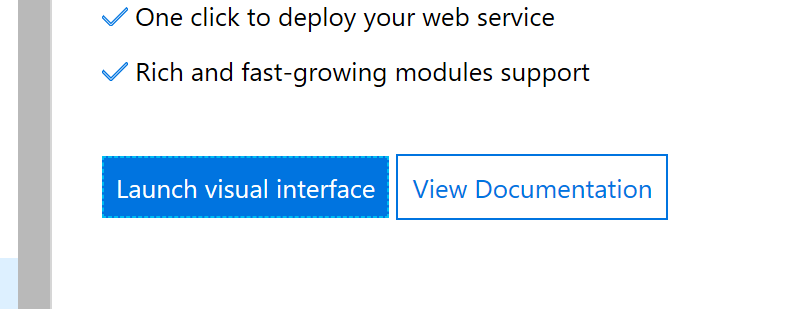 One click to deploy your web service
Rich and fast-growing modules support
Launch visual interface View Documentation